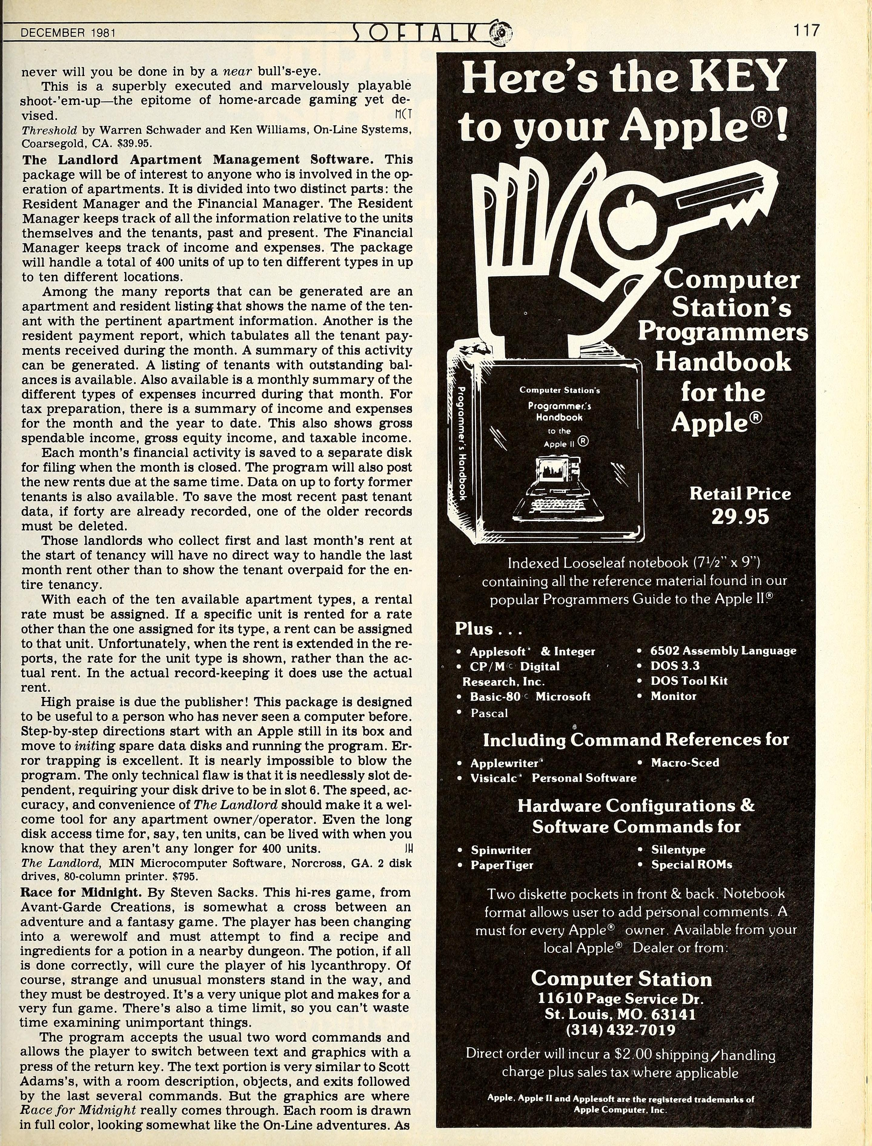 DECEMBER 1981
SOFTALK
117
never will you be done in by a near bull's-eye.
This is a superbly executed and marvelously playable
shoot-'em-up—the epitome of home-arcade gaming yet de-
vised. MCT
Threshold by Warren Schwader and Ken Williams, On-Line Systems,
Coarsegold, CA. $39.95.
The Landlord Apartment Management Software. This
package will be of interest to anyone who is involved in the op-
eration of apartments. It is divided into two distinct parts: the
Resident Manager and the Financial Manager. The Resident
Manager keeps track of all the information relative to the units
themselves and the tenants, past and present. The Financial
Manager keeps track of income and expenses. The package
will handle a total of 400 units of up to ten different types in up
to ten different locations.
Among the many reports that can be generated are an
apartment and resident listing that shows the name of the ten-
ant with the pertinent apartment information. Another is the
resident payment report, which tabulates all the tenant pay-
ments received during the month. A summary of this activity
can be generated. A listing of tenants with outstanding bal-
ances is available. Also available is a monthly summary of the
different types of expenses incurred during that month. For
tax preparation, there is a summary of income and expenses
for the month and the year to date. This also shows gross
spendable income, gross equity income, and taxable income.
Each month's financial activity is saved to a separate disk
for filing when the month is closed. The program will also post
the new rents due at the same time. Data on up to forty former
tenants is also available. To save the most recent past tenant
data, if forty are already recorded, one of the older records
must be deleted.
Those landlords who collect first and last month's rent at
the start of tenancy will have no direct way to handle the last
month rent other than to show the tenant overpaid for the en-
tire tenancy.
With each of the ten available apartment types, a rental
rate must be assigned. If a specific unit is rented for a rate
other than the one assigned for its type, a rent can be assigned
to that unit. Unfortunately, when the rent is extended in the re-
ports, the rate for the unit type is shown, rather than the ac-
tual rent. In the actual record-keeping it does use the actual
rent.
High praise is due the publisher! This package is designed
to be useful to a person who has never seen a computer before.
Step-by-step directions start with an Apple still in its box and
move to initing spare data disks and running the program. Er-
ror trapping is excellent. It is nearly impossible to blow the
program. The only technical flaw is that it is needlessly slot de-
pendent, requiring your disk drive to be in slot 6. The speed, ac-
curacy, and convenience of The Landlord should make it a wel-
come tool for any apartment owner/operator. Even the long
disk access time for, say, ten units, can be lived with when you
know that they aren't any longer for 400 units.
The Landlord, MIN Microcomputer Software, Norcross, GA. 2 disk
drives, 80-column printer. $795.
Race for Midnight. By Steven Sacks. This hi-res game, from
Avant-Garde Creations, is somewhat a cross between an
adventure and a fantasy game. The player has been changing
into a werewolf and must attempt to find a recipe and
ingredients for a potion in a nearby dungeon. The potion, if all
is done correctly, will cure the player of his lycanthropy. Of
course, strange and unusual monsters stand in the way, and
they must be destroyed. It's a very unique plot and makes for a
very fun game. There's also a time limit, so you can't waste
time examining unimportant things.
The program accepts the usual two word commands and
allows the player to switch between text and graphics with a
press of the return key. The text portion is very similar to Scott
Adams's, with a room description, objects, and exits followed
by the last several commands. But the graphics are where
Race for Midnight really comes through. Each room is drawn
in full color, looking somewhat like the On-Line adventures. As
Here's the KEY
to your Apple®!
Computer
Station's
Programmers
Handbook
for the
Apple®
Programmer's Handbook
Computer Station's
Programmer's
Handbook
to the
Apple II ®
Retail Price
29.95
Indexed Looseleaf notebook (7½" x 9")
containing all the reference material found in our
popular Programmers Guide to the Apple II®
Plus . . .
• Applesoft* & Integer
• CP/M© Digital
Research, Inc.
• Basic-80© Microsoft
• Pascal
• 6502 Assembly Language
• DOS 3.3
• DOS Tool Kit
• Monitor
Including Command References for
• Applewriter*
• Visicalc* Personal Software
• Macro-Sced
Hardware Configurations &
Software Commands for
• Spinwriter
• PaperTiger
• Silentype
• Special ROMs
Two diskette pockets in front & back. Notebook
format allows user to add personal comments. A
must for every Apple® owner. Available from your
local Apple® Dealer or from:
Computer Station
11610 Page Service Dr.
St. Louis, MO. 63141
(314) 432-7019
Direct order will incur a $2.00 shipping/handling
charge plus sales tax where applicable
Apple, Apple II and Applesoft are the registered trademarks of
Apple Computer, Inc.